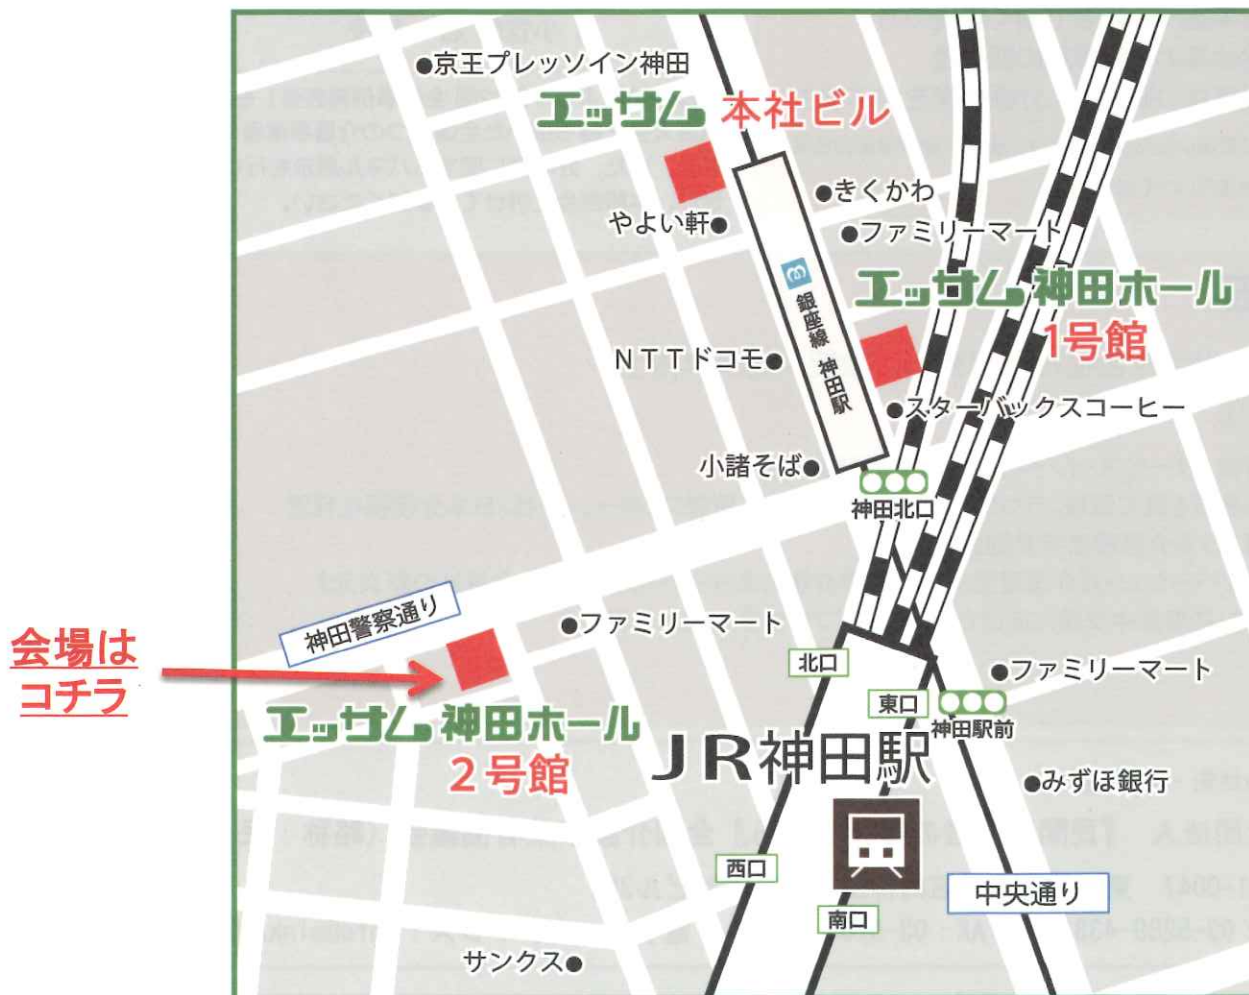 京王プレッソイン神田
エッサム 本社ビル
きくかわ
やよい軒
ファミリーマート
エッサム 神田ホール
1号館
銀座線 神田駅
NTTドコモ
スターバックスコーヒー
小諸そば
神田北口
神田警察通り
ファミリーマート
会場は
コチラ
北口
ファミリーマート
東口
エッサム 神田ホール
2号館
神田駅前
JR神田駅
みずほ銀行
西口
中央通り
南口
サンクス